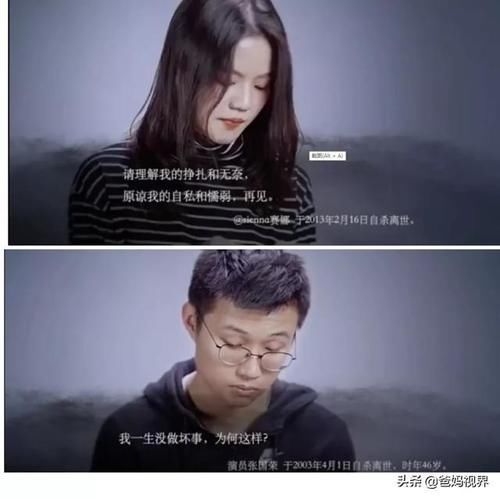 截图(Alt + A)
请理解我的挣扎和无奈，
原谅我的自私和懦弱，再见。
@sienna赛娜 于2013年2月16日自杀离世。
我一生没做坏事，为何这样？
演员张国荣 于2003年4月1日自杀离世，时年46岁。
头条 @爸妈视界